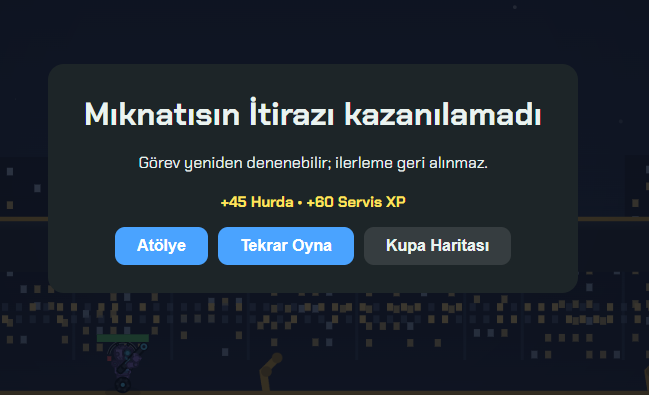 Mıknatısın İtirazı kazanılamadı
Görev yeniden denenebilir; ilerleme geri alınmaz.
+45 Hurda • +60 Servis XP
Atölye
Tekrar Oyna
Kupa Haritası